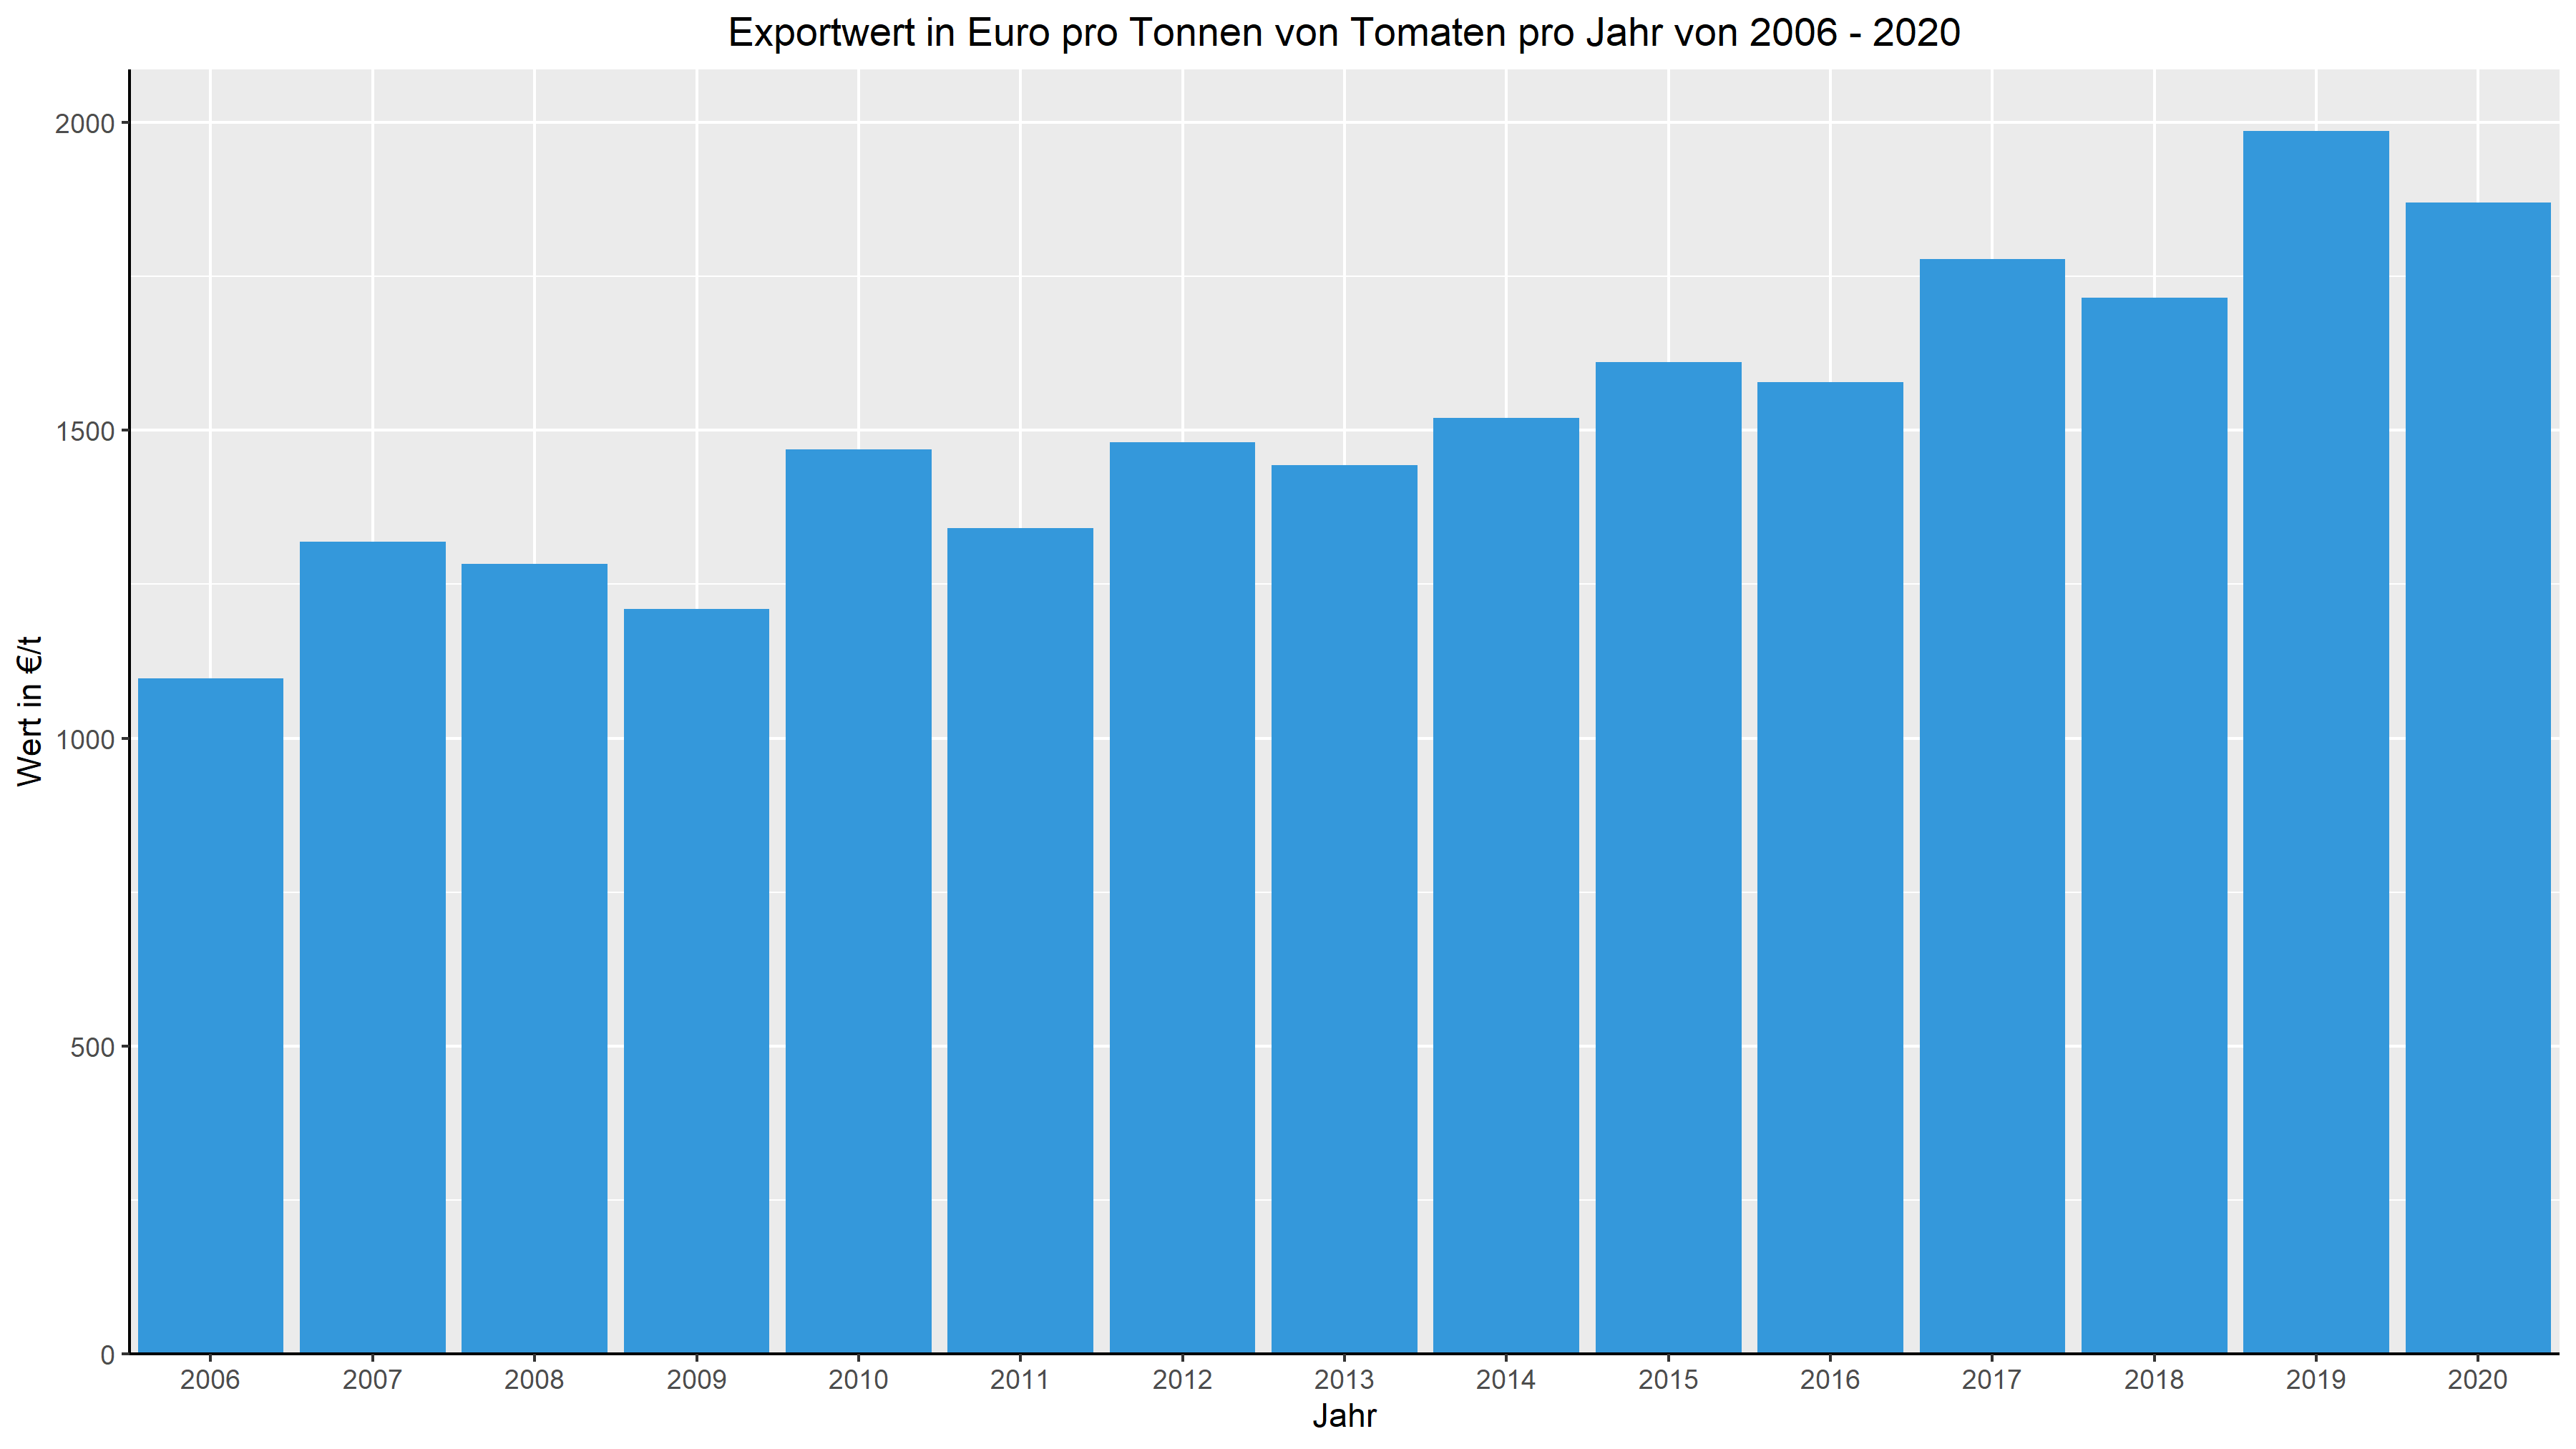 Exportwert in Euro pro Tonnen von Tomaten pro Jahr von 2006 - 2020
Wert in €/t
2000
1500
1000
500
0
2006 2007 2008 2009 2010 2011 2012 2013 2014 2015 2016 2017 2018 2019 2020
Jahr